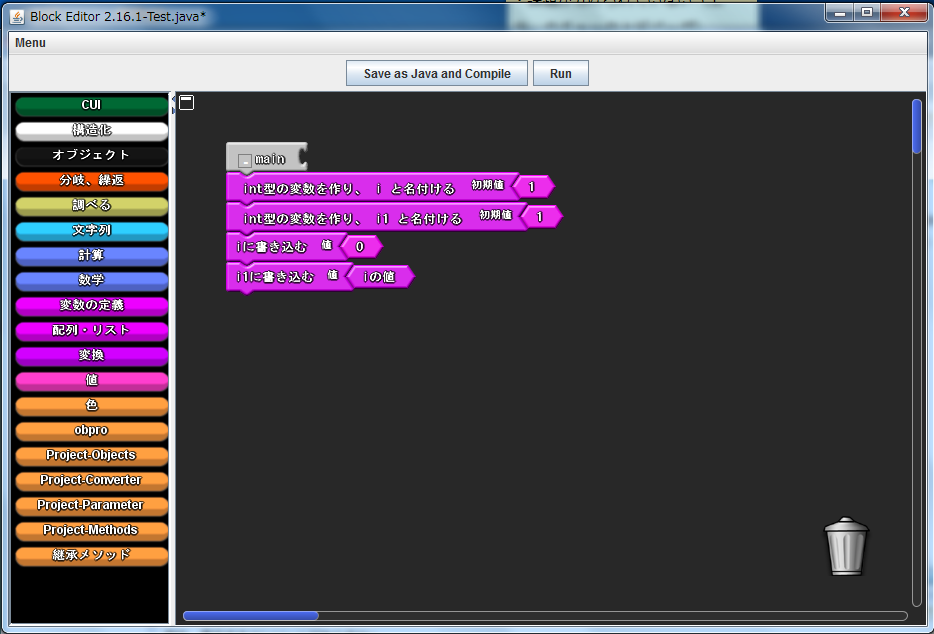 Block Editor 2.16.1-Test.java*
Menu
Save as Java and Compile
Run
CUI
構造化
オブジェクト
分岐、繰返
調べる
文字列
計算
数学
変数の定義
配列・リスト
変換
値
色
obpro
Project-Objects
Project-Converter
Project-Parameter
Project-Methods
継承メソッド
main
int型の変数を作り、 i と名付ける 初期値 1
int型の変数を作り、 i1 と名付ける 初期値 1
iに書き込む 値 0
i1に書き込む 値 iの値